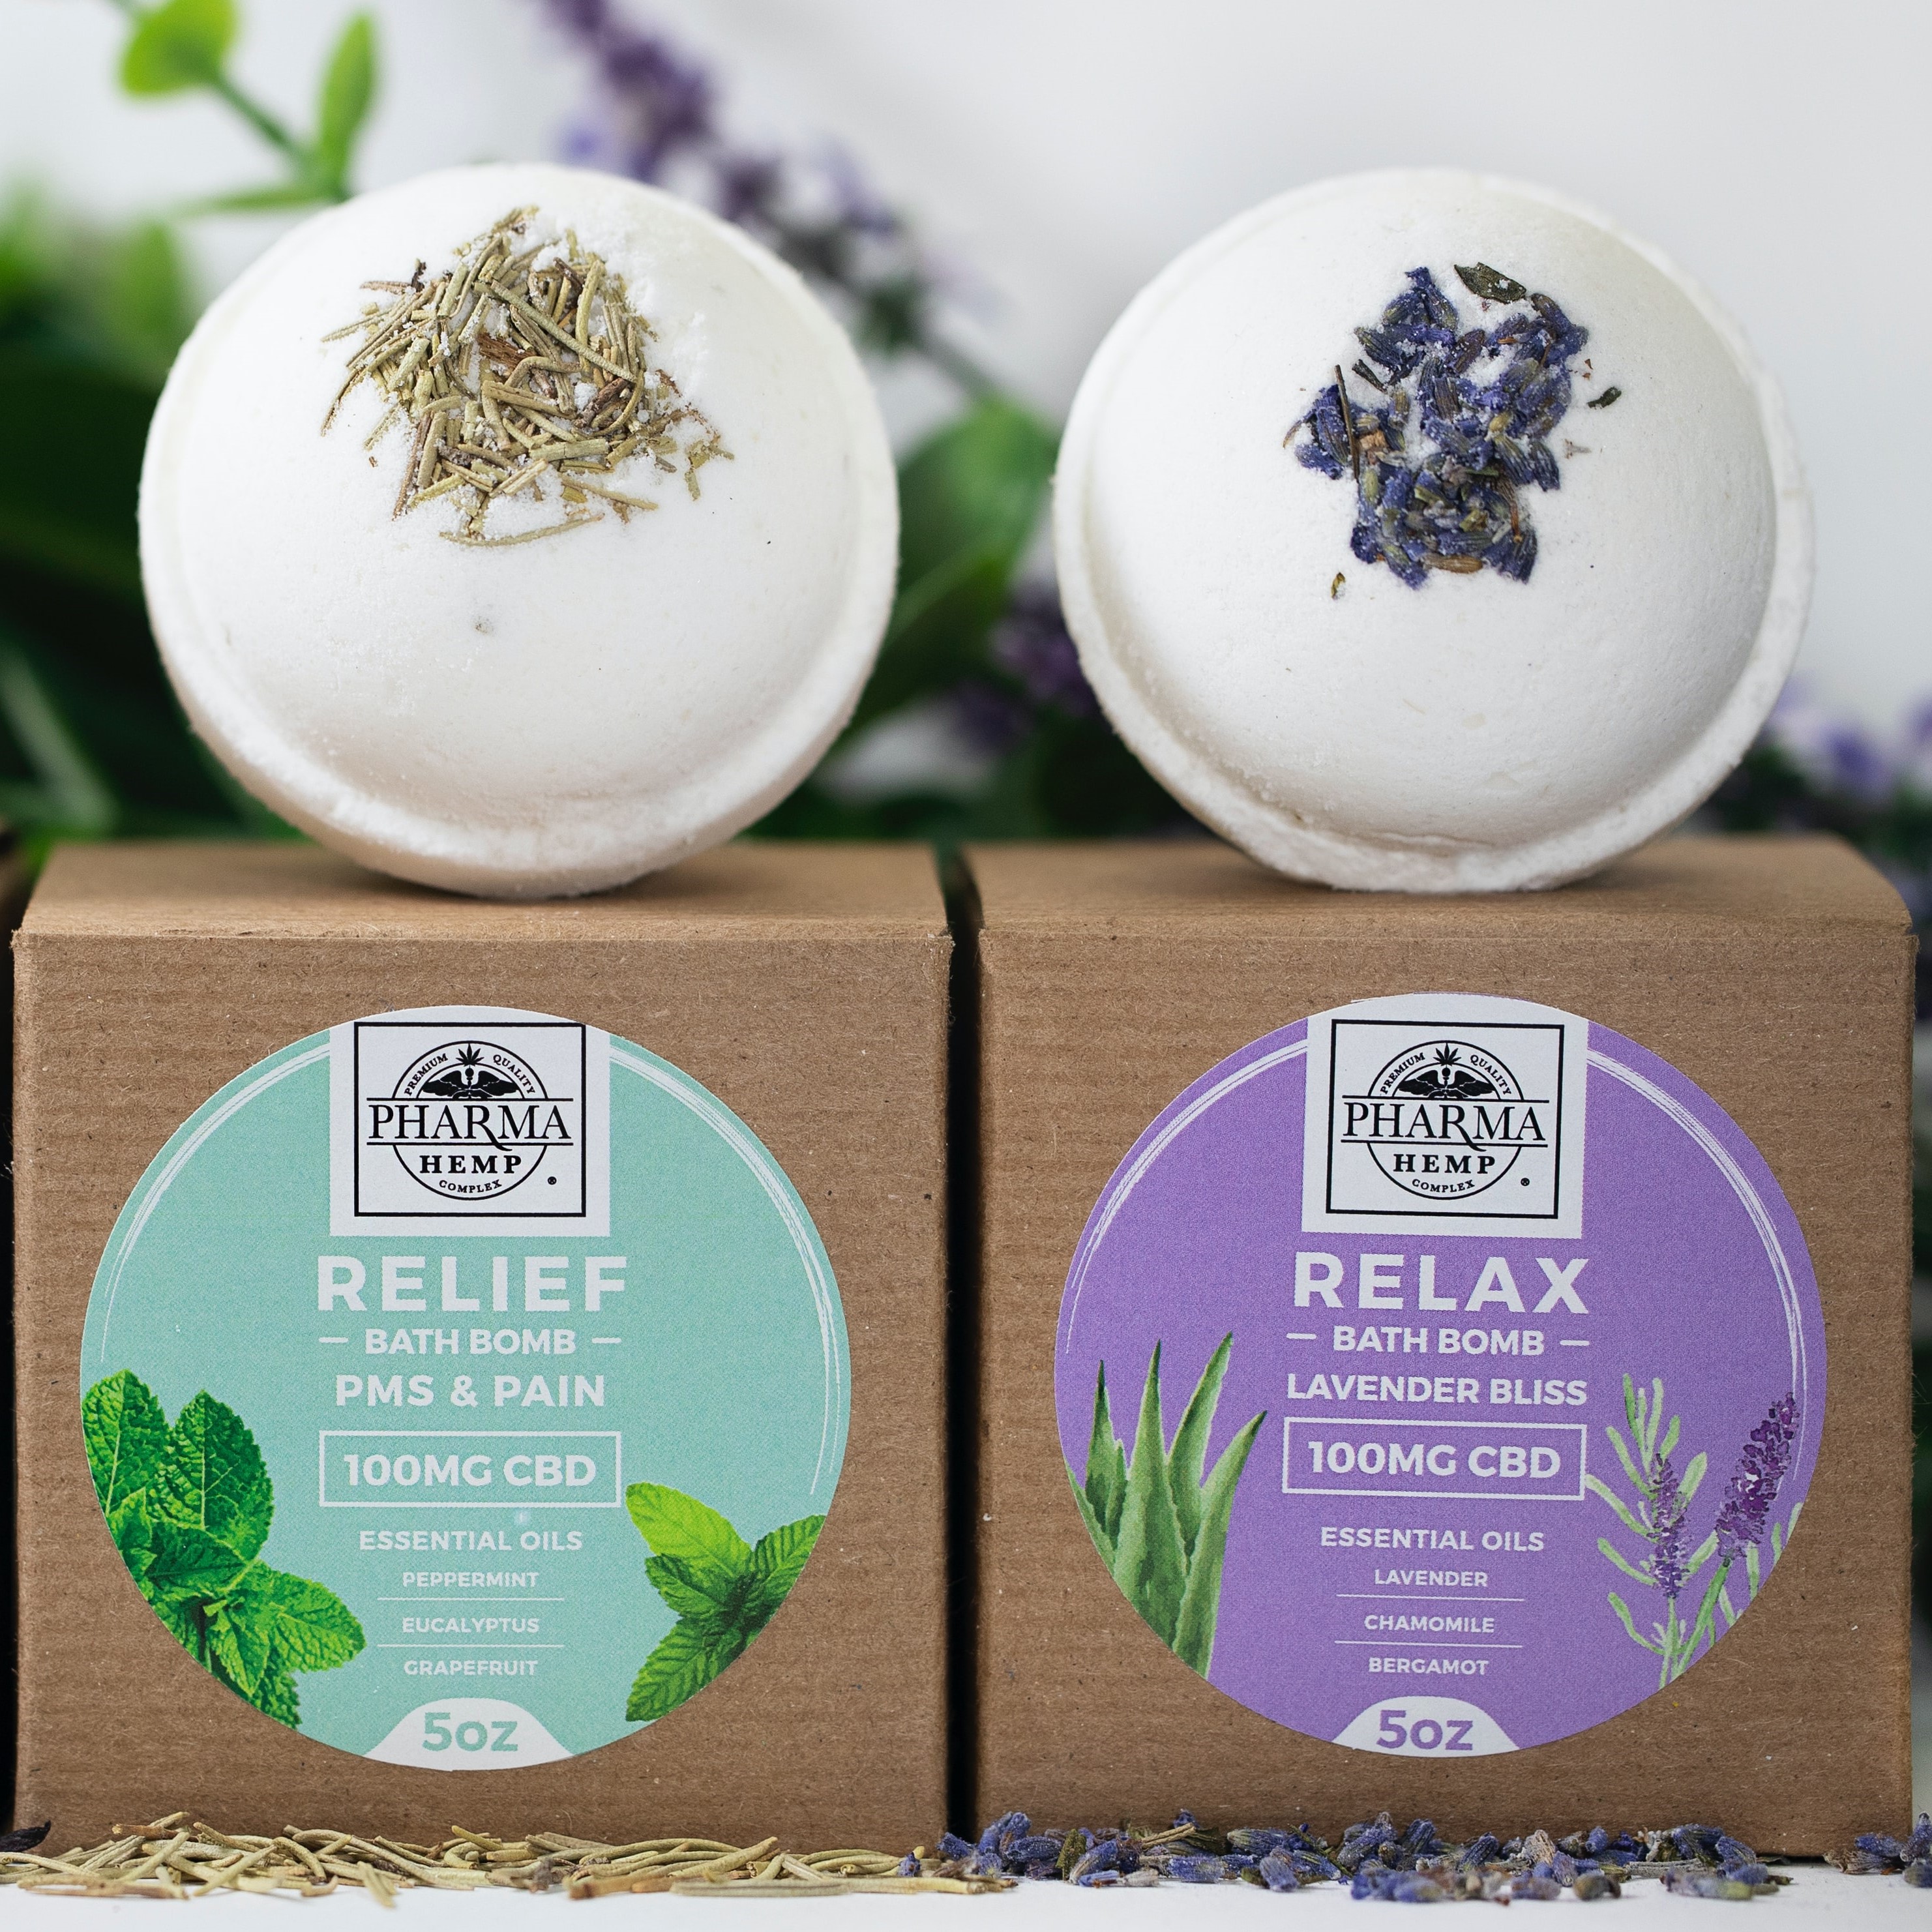 PREMIUM QUALITY
PHARMA
HEMP
COMPLEX ®
RELIEF
— BATH BOMB —
PMS & PAIN
100MG CBD
ESSENTIAL OILS
PEPPERMINT
EUCALYPTUS
GRAPEFRUIT
5oz
PREMIUM QUALITY
PHARMA
HEMP
COMPLEX ®
RELAX
— BATH BOMB —
LAVENDER BLISS
100MG CBD
ESSENTIAL OILS
LAVENDER
CHAMOMILE
BERGAMOT
5oz